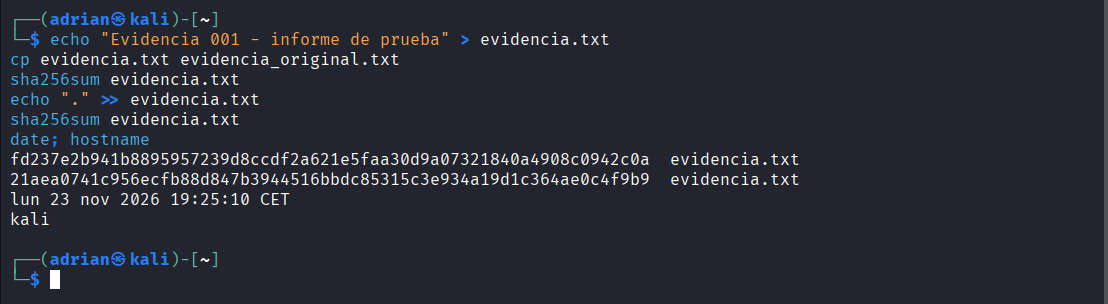 ┌──(adrian㉿kali)-[~]
└─$ echo "Evidencia 001 - informe de prueba" > evidencia.txt
cp evidencia.txt evidencia_original.txt
sha256sum evidencia.txt
echo "." >> evidencia.txt
sha256sum evidencia.txt
date; hostname
fd237e2b941b8895957239d8ccdf2a621e5faa30d9a07321840a4908c0942c0a  evidencia.txt
21aea0741c956ecfb88d847b3944516bbdc85315c3e934a19d1c364ae0c4f9b9  evidencia.txt
lun 23 nov 2026 19:25:10 CET
kali
┌──(adrian㉿kali)-[~]
└─$